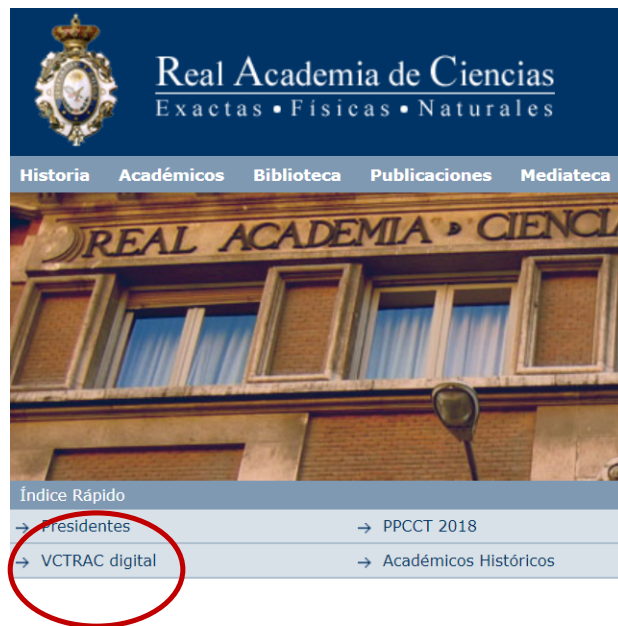 Real Academia de Ciencias
Exactas • Físicas • Naturales
Historia Académicos Biblioteca Publicaciones Mediateca
REAL ACADEMIA • CIENCIA
Índice Rápido
→ Presidentes → PPCCT 2018
→ VCTRAC digital → Académicos Históricos